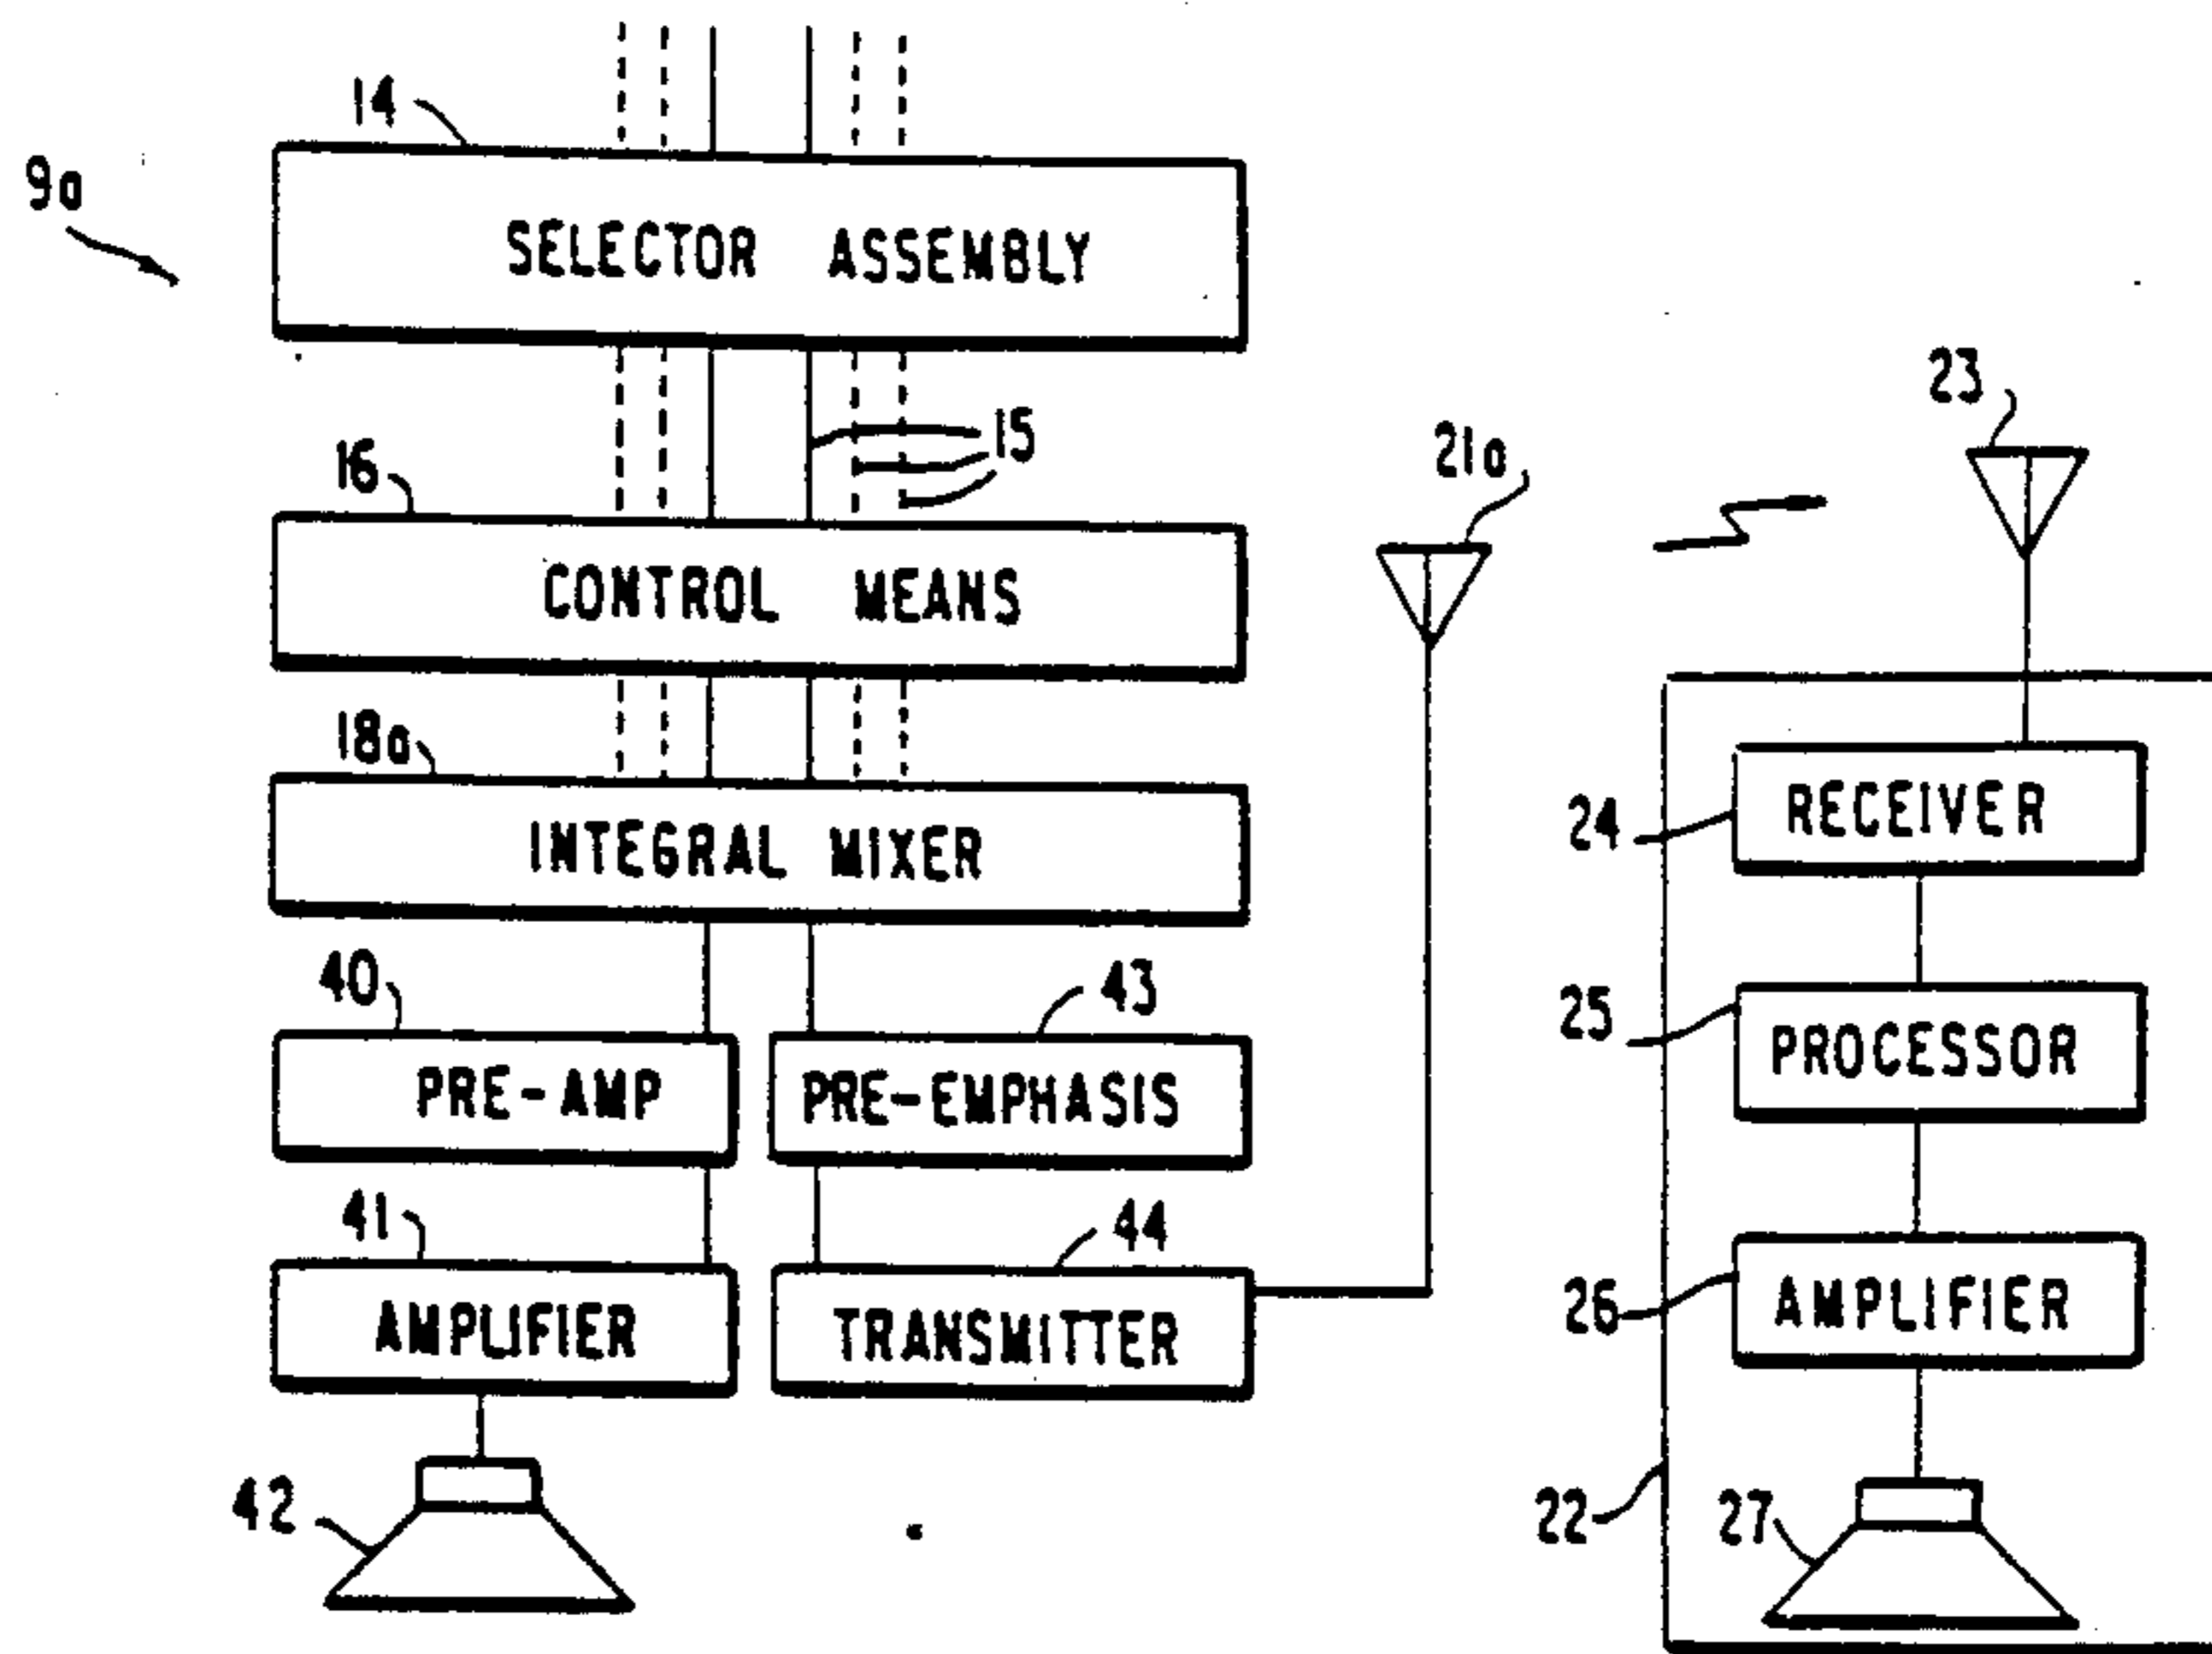 14
9a
SELECTOR ASSEMBLY
15
16
CONTROL MEANS
18a
INTEGRAL MIXER
40
43
PRE-AMP
PRE-EMPHASIS
41
44
AMPLIFIER
TRANSMITTER
42
21a
23
24
RECEIVER
25
PROCESSOR
26
AMPLIFIER
22
27